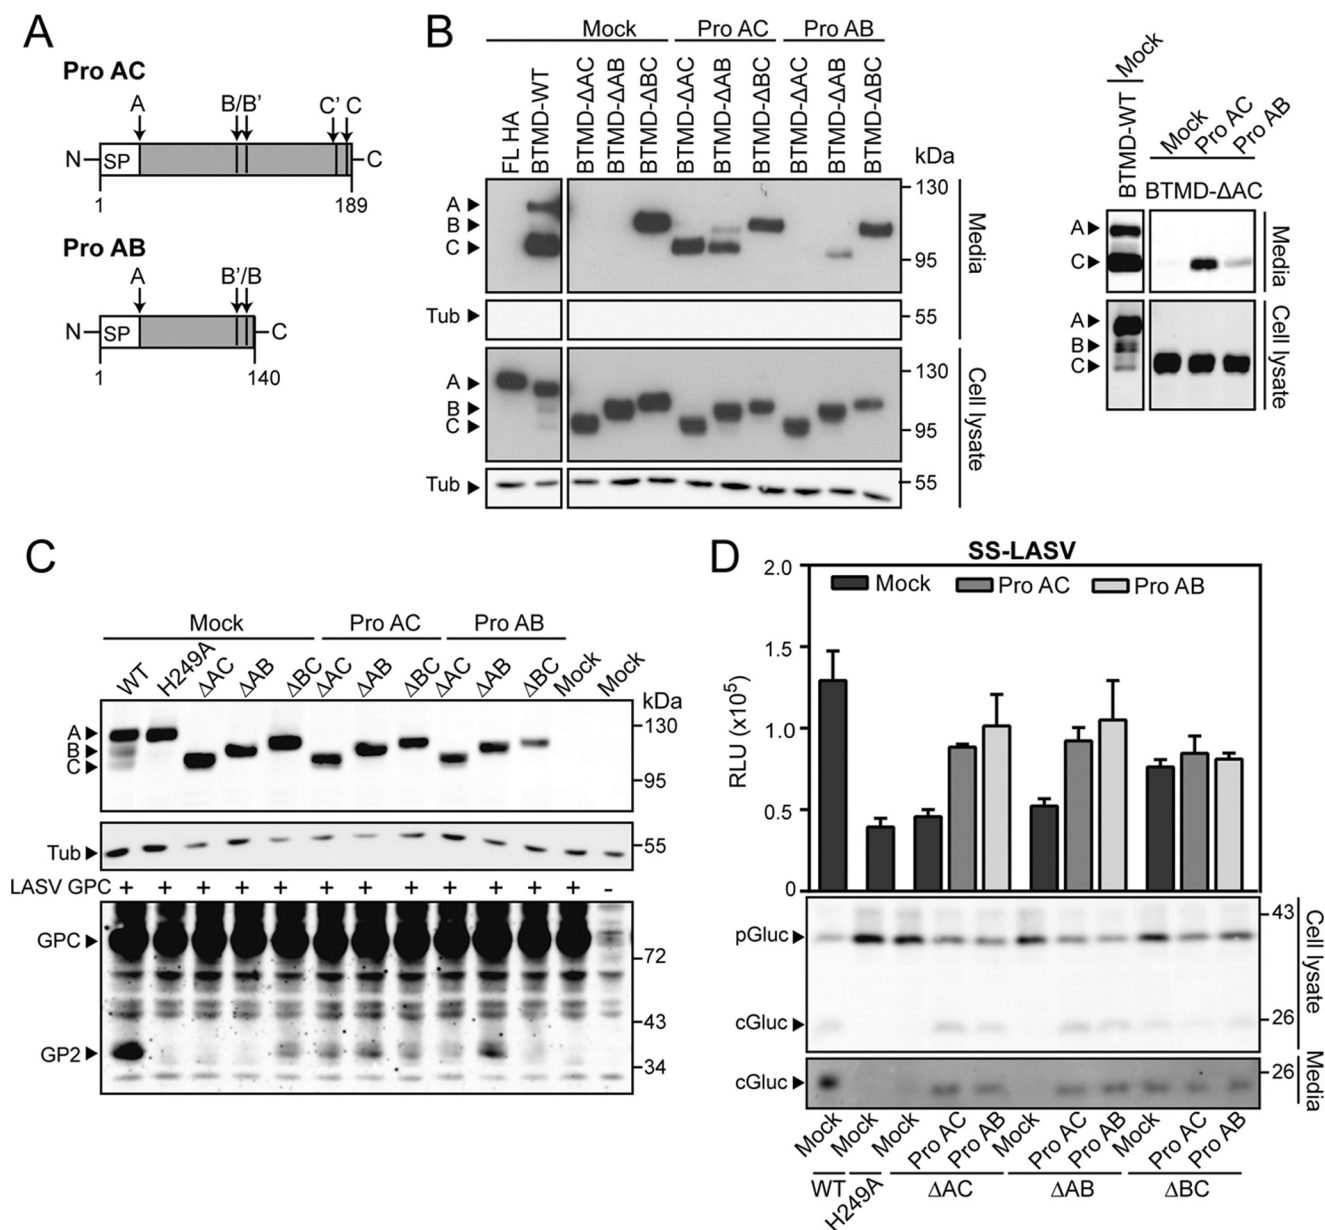 A
Pro AC
A B/B' C' C
N SP C
1 189
Pro AB
A B'/B
N SP C
1 140
B
Mock Pro AC Pro AB
FL HA BTMD-WT BTMD-ΔAC BTMD-ΔAB BTMD-ΔBC BTMD-ΔAC BTMD-ΔAB BTMD-ΔBC BTMD-ΔAC BTMD-ΔAB BTMD-ΔBC
kDa
A 130
B
C 95
Media
Tub 55
A 130
B
C 95
Cell lysate
Tub 55
Mock
BTMD-WT Mock Pro AC Pro AB
BTMD-ΔAC
A
C
Media
A
B
C
Cell lysate
C
Mock Pro AC Pro AB
WT H249A ΔAC ΔAB ΔBC ΔAC ΔAB ΔBC ΔAC ΔAB ΔBC Mock Mock
kDa
A 130
B
C 95
Tub 55
LASV GPC + + + + + + + + + + + + -
GPC 72
43
GP2 34
D
SS-LASV
2.0
Mock Pro AC Pro AB
1.5
1.0
0.5
0
RLU (x10⁵)
43
pGluc
cGluc 26
Cell lysate
cGluc 26
Media
Mock Mock Mock Pro AC Pro AB Mock Pro AC Pro AB Mock Pro AC Pro AB
WT H249A ΔAC ΔAB ΔBC